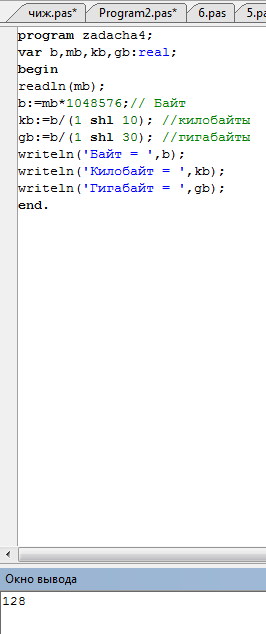 чиж.pas* Program2.pas* 6.pas 5.p
program zadacha4;
var b,mb,kb,gb:real;
begin
readln(mb);
b:=mb*1048576;// Байт
kb:=b/(1 shl 10); //килобайты
gb:=b/(1 shl 30); //гигабайты
writeln('Байт = ',b);
writeln('Килобайт = ',kb);
writeln('Гигабайт = ',gb);
end.
Окно вывода
128